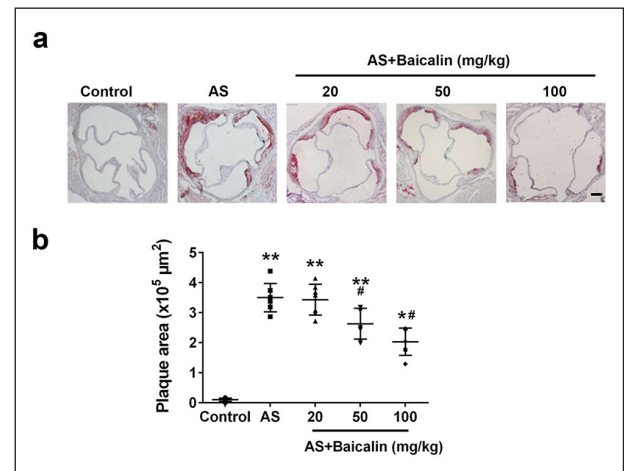 a
AS+Baicalin (mg/kg)
Control AS 20 50 100
b
Plaque area (x10⁵ µm²)
5
4
3
2
1
0
** ** ** # *#
Control AS 20 50 100
AS+Baicalin (mg/kg)